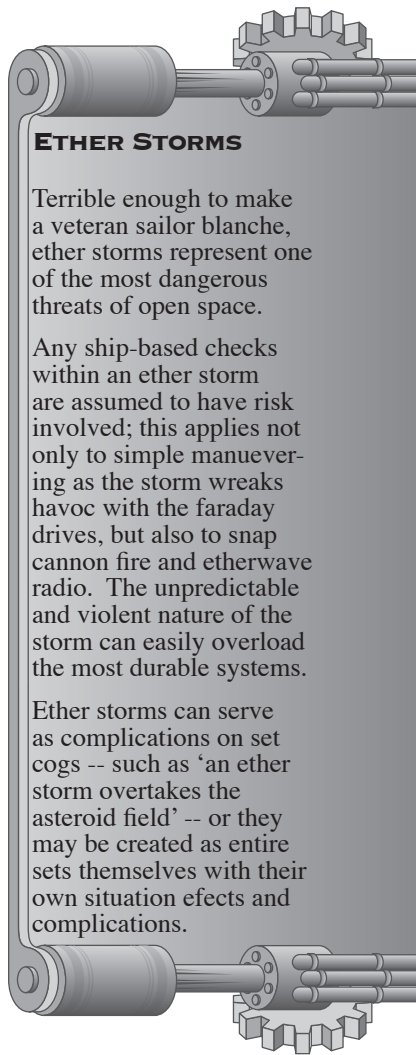 ETHER STORMS
Terrible enough to make
a veteran sailor blanche,
ether storms represent one
of the most dangerous
threats of open space.
Any ship-based checks
within an ether storm
are assumed to have risk
involved; this applies not
only to simple manuever-
ing as the storm wreaks
havoc with the faraday
drives, but also to snap
cannon fire and etherwave
radio.  The unpredictable
and violent nature of the
storm can easily overload
the most durable systems.
Ether storms can serve
as complications on set
cogs -- such as ‘an ether
storm overtakes the
asteroid field’ -- or they
may be created as entire
sets themselves with their
own situation efects and
complications.